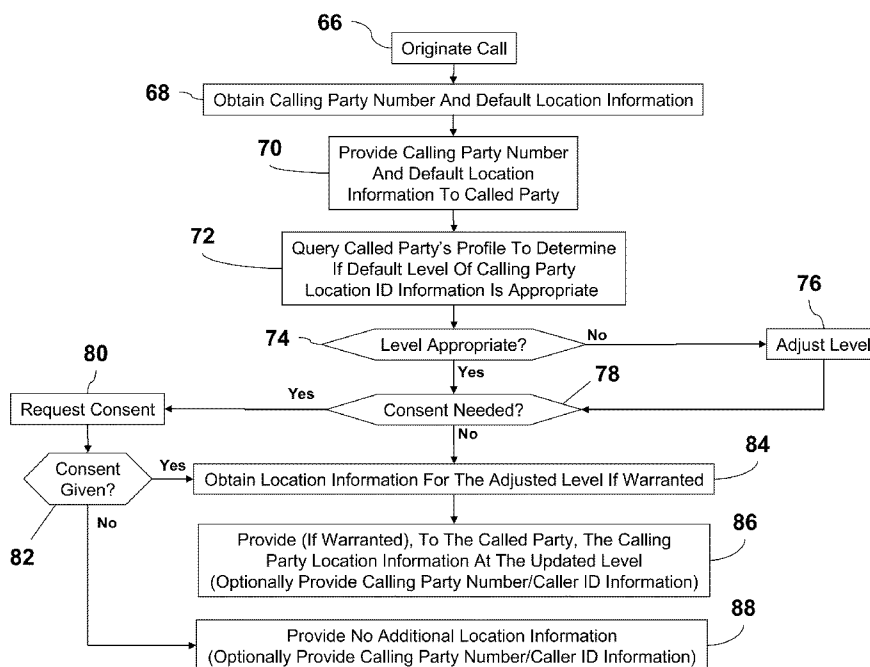 66
Originate Call
68
Obtain Calling Party Number And Default Location Information
70
Provide Calling Party Number
And Default Location
Information To Called Party
72
Query Called Party's Profile To Determine
If Default Level Of Calling Party
Location ID Information Is Appropriate
74
Level Appropriate?
No
76
Adjust Level
Yes
78
Consent Needed?
Yes
80
Request Consent
No
Consent
Given?
82
Yes
84
Obtain Location Information For The Adjusted Level If Warranted
No
86
Provide (If Warranted), To The Called Party, The Calling
Party Location Information At The Updated Level
(Optionally Provide Calling Party Number/Caller ID Information)
88
Provide No Additional Location Information
(Optionally Provide Calling Party Number/Caller ID Information)